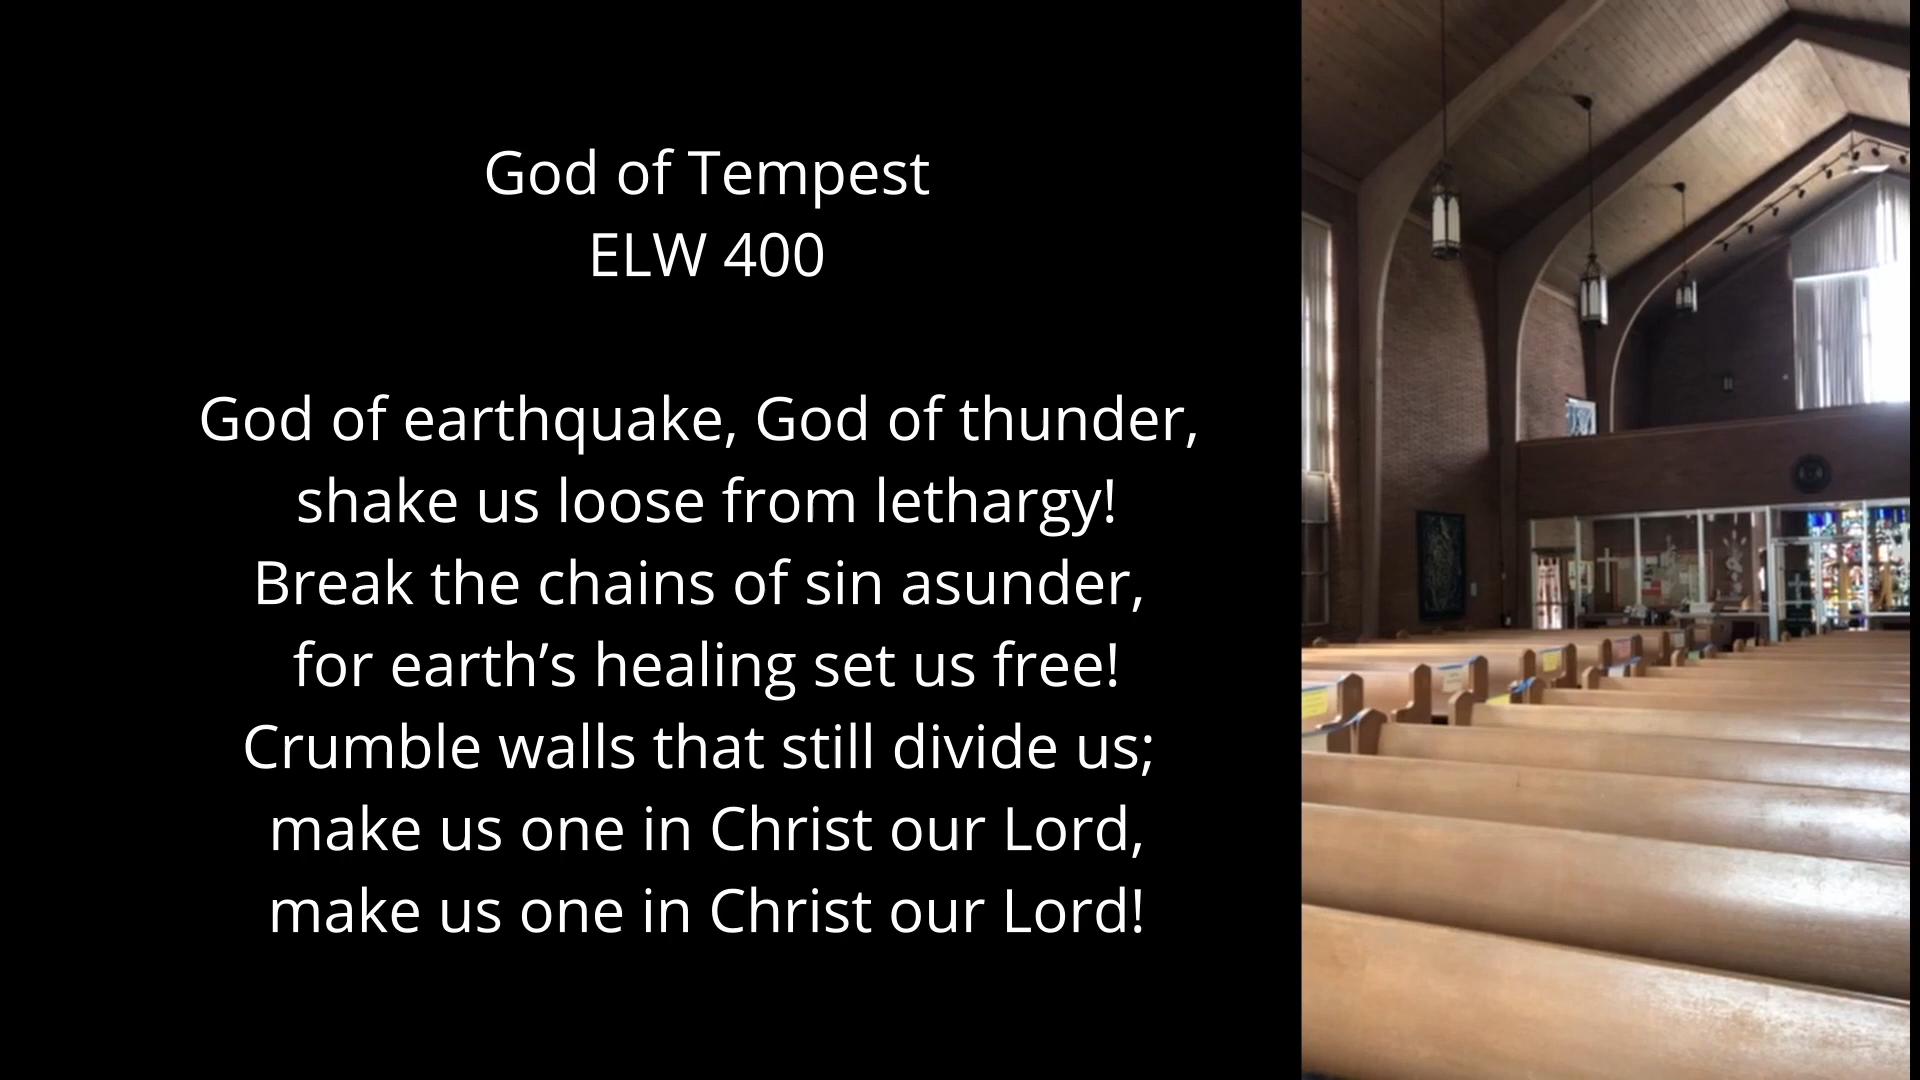 God of Tempest
ELW 400
God of earthquake, God of thunder,
shake us loose from lethargy!
Break the chains of sin asunder,
for earth’s healing set us free!
Crumble walls that still divide us;
make us one in Christ our Lord,
make us one in Christ our Lord!